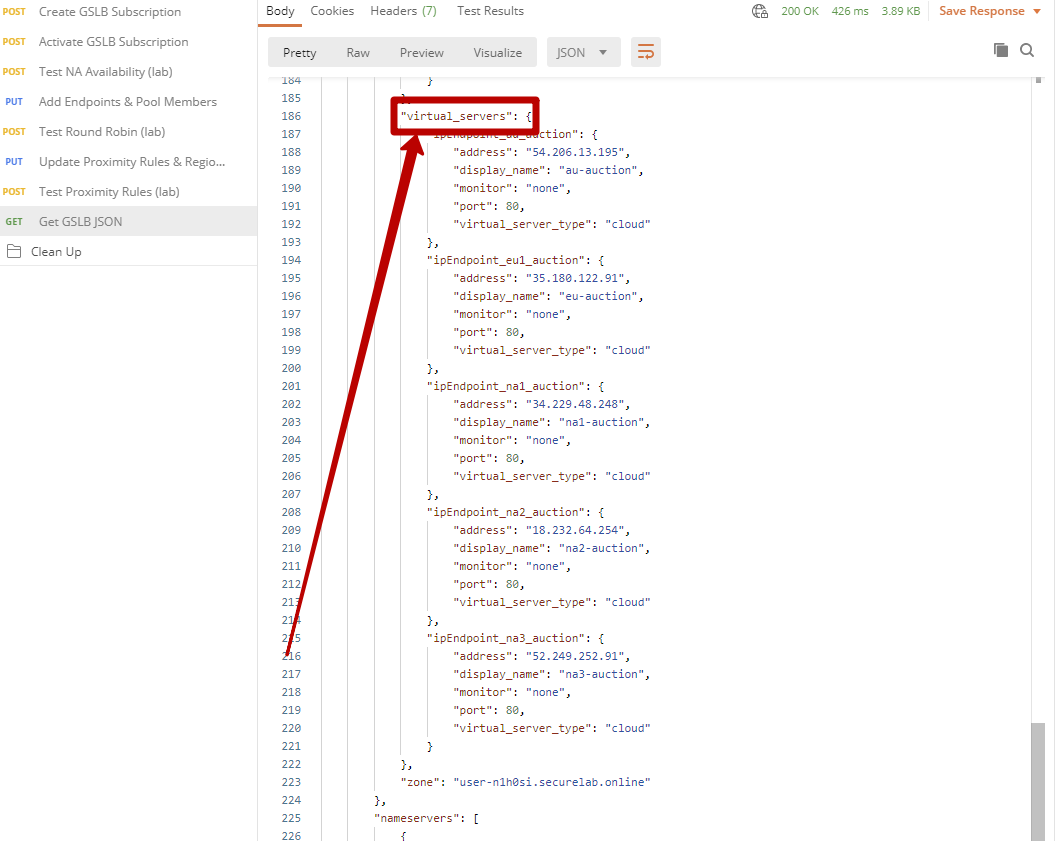 POST Create GSLB Subscription
POST Activate GSLB Subscription
POST Test NA Availability (lab)
PUT Add Endpoints & Pool Members
POST Test Round Robin (lab)
PUT Update Proximity Rules & Regio...
POST Test Proximity Rules (lab)
GET Get GSLB JSON
Clean Up
Body Cookies Headers (7) Test Results 200 OK 426 ms 3.89 KB Save Response
Pretty Raw Preview Visualize JSON
184 }
185 },
186 "virtual_servers": {
187 "ipEndpoint_au_auction": {
188 "address": "54.206.13.195",
189 "display_name": "au-auction",
190 "monitor": "none",
191 "port": 80,
192 "virtual_server_type": "cloud"
193 },
194 "ipEndpoint_eu1_auction": {
195 "address": "35.180.122.91",
196 "display_name": "eu-auction",
197 "monitor": "none",
198 "port": 80,
199 "virtual_server_type": "cloud"
200 },
201 "ipEndpoint_na1_auction": {
202 "address": "34.229.48.248",
203 "display_name": "na1-auction",
204 "monitor": "none",
205 "port": 80,
206 "virtual_server_type": "cloud"
207 },
208 "ipEndpoint_na2_auction": {
209 "address": "18.232.64.254",
210 "display_name": "na2-auction",
211 "monitor": "none",
212 "port": 80,
213 "virtual_server_type": "cloud"
214 },
215 "ipEndpoint_na3_auction": {
216 "address": "52.249.252.91",
217 "display_name": "na3-auction",
218 "monitor": "none",
219 "port": 80,
220 "virtual_server_type": "cloud"
221 }
222 },
223 "zone": "user-n1h0si.securelab.online"
224 },
225 "nameservers": [
226 {